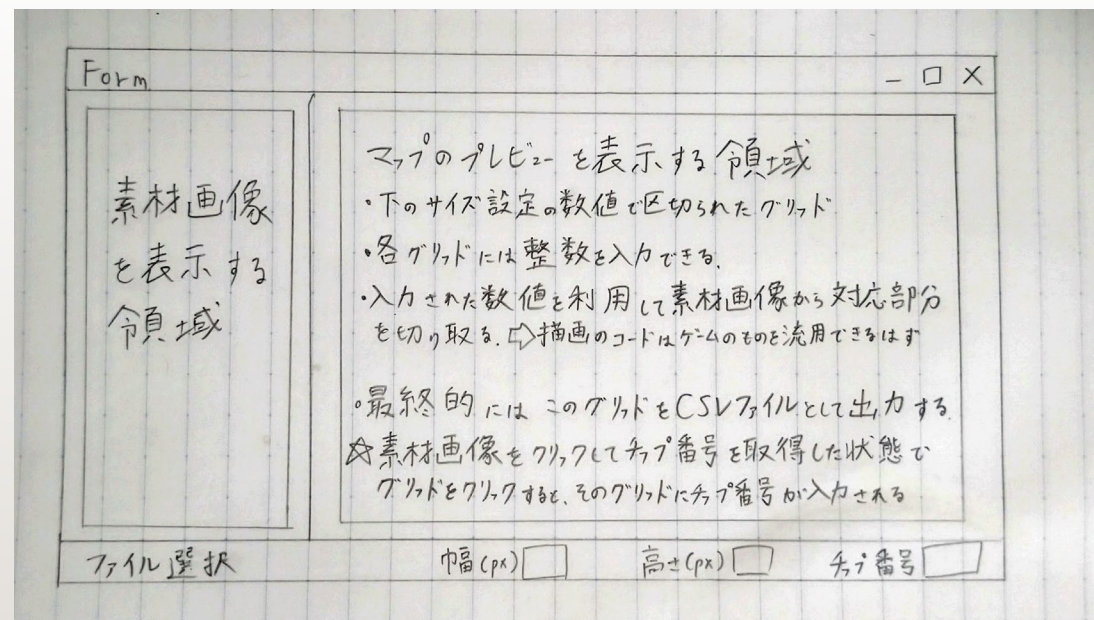 Form
素材画像
を表示する
領域
マップのプレビューを表示する領域
・下のサイズ設定の数値で区切られたグリッド
・各グリッドには整数を入力できる.
・入力された数値を利用して素材画像から対応部分
を切り取る. ⇨描画のコードはゲームのものを流用できるはず
・最終的にはこのグリッドをCSVファイルとして出力する.
☆素材画像をクリックしてチップ番号を取得した状態で
グリッドをクリックすると、そのグリッドにチップ番号が入力される
ファイル選択 幅(px) 高さ(px) チップ番号